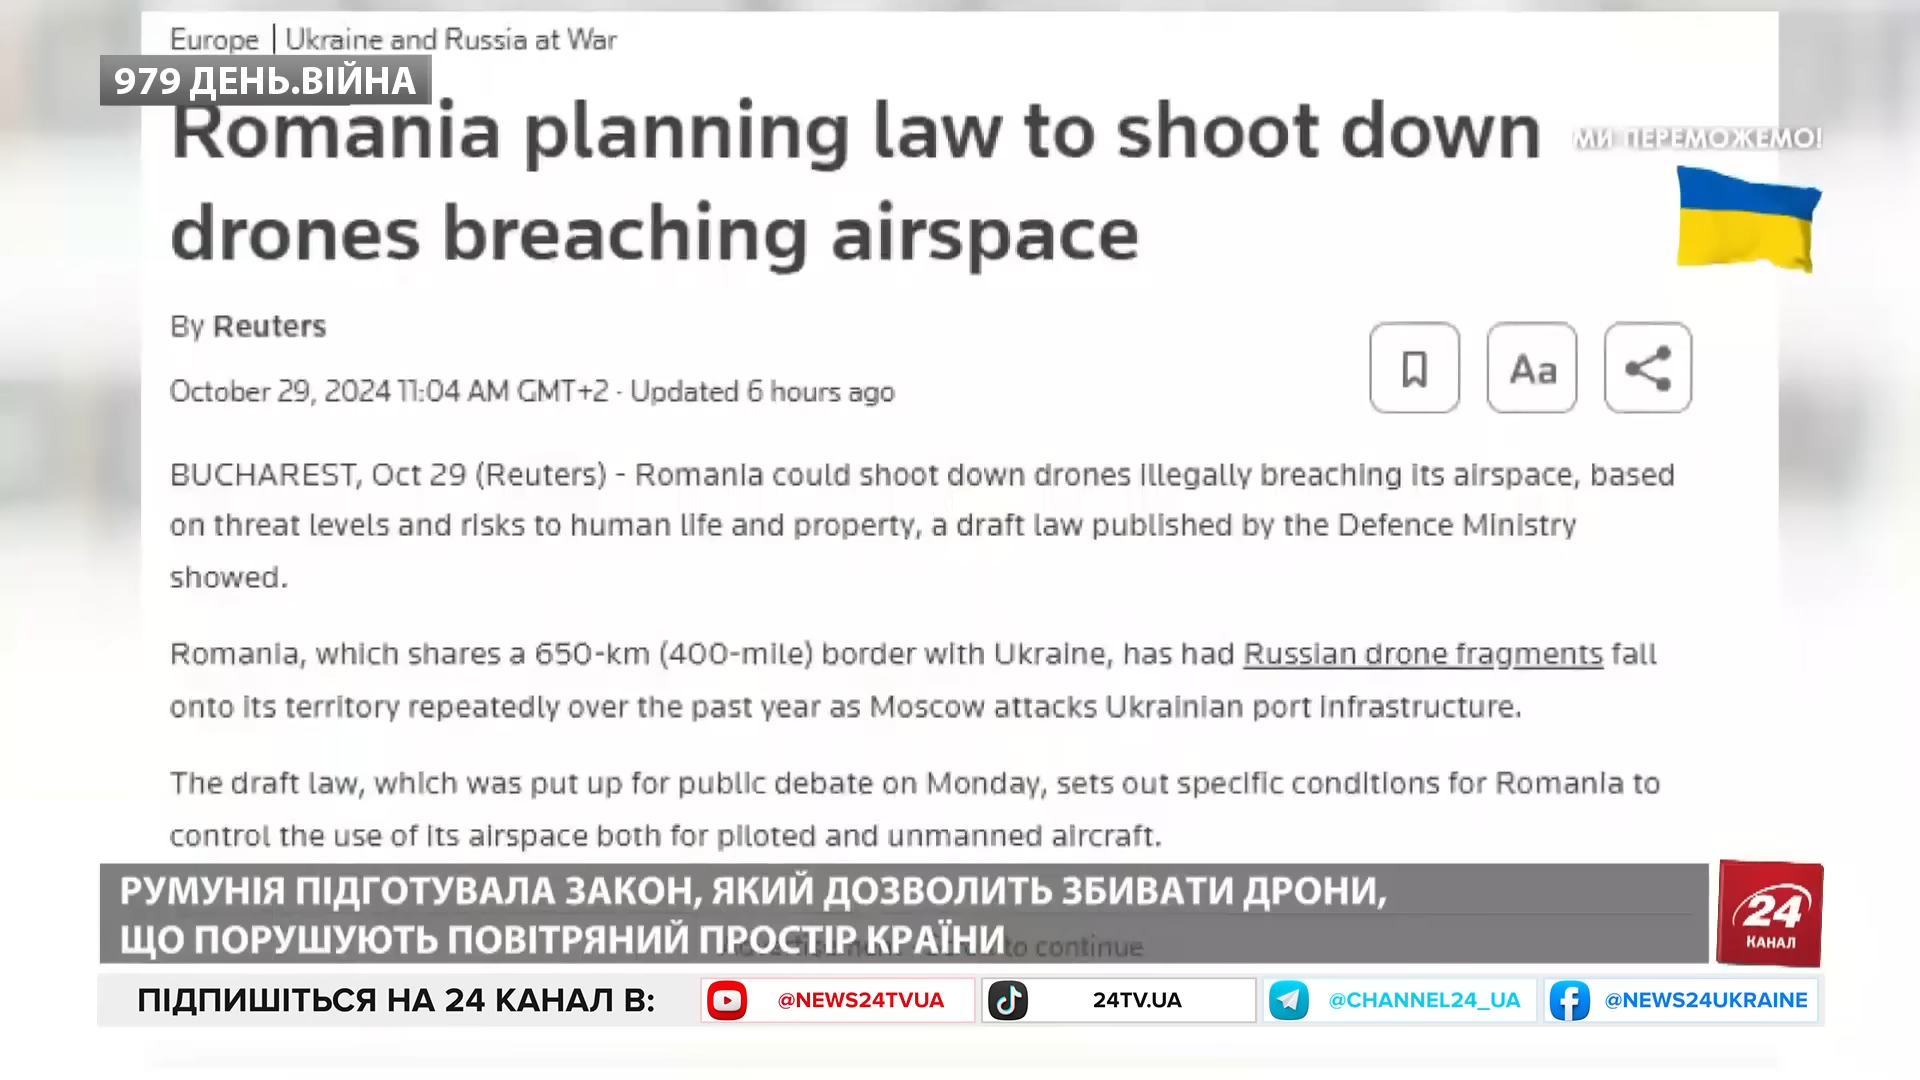 Europe | Ukraine and Russia at War
979 ДЕНЬ.ВІЙНА
Romania planning law to shoot down
drones breaching airspace
МИ ПЕРЕМОЖЕМО!
By Reuters
Aa
October 29, 2024 11:04 AM GMT+2 · Updated 6 hours ago
BUCHAREST, Oct 29 (Reuters) - Romania could shoot down drones illegally breaching its airspace, based
on threat levels and risks to human life and property, a draft law published by the Defence Ministry
showed.
Romania, which shares a 650-km (400-mile) border with Ukraine, has had Russian drone fragments fall
onto its territory repeatedly over the past year as Moscow attacks Ukrainian port infrastructure.
The draft law, which was put up for public debate on Monday, sets out specific conditions for Romania to
control the use of its airspace both for piloted and unmanned aircraft.
РУМУНІЯ ПІДГОТУВАЛА ЗАКОН, ЯКИЙ ДОЗВОЛИТЬ ЗБИВАТИ ДРОНИ,
ЩО ПОРУШУЮТЬ ПОВІТРЯНИЙ ПРОСТІР КРАЇНИ
to continue
24
КАНАЛ
ПІДПИШІТЬСЯ НА 24 КАНАЛ В:
@NEWS24TVUA
24TV.UA
@CHANNEL24_UA
@NEWS24UKRAINE